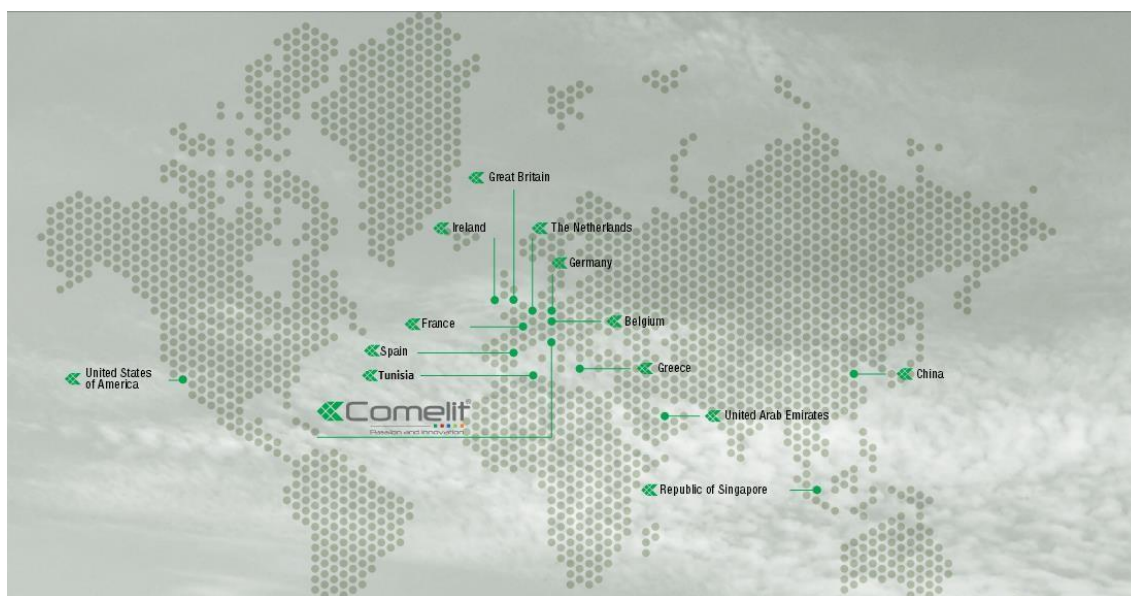 Great Britain
Ireland
The Netherlands
Germany
France
Belgium
Spain
Greece
Tunisia
United States
of America
China
Comelit®
Passion and Innovation
United Arab Emirates
Republic of Singapore